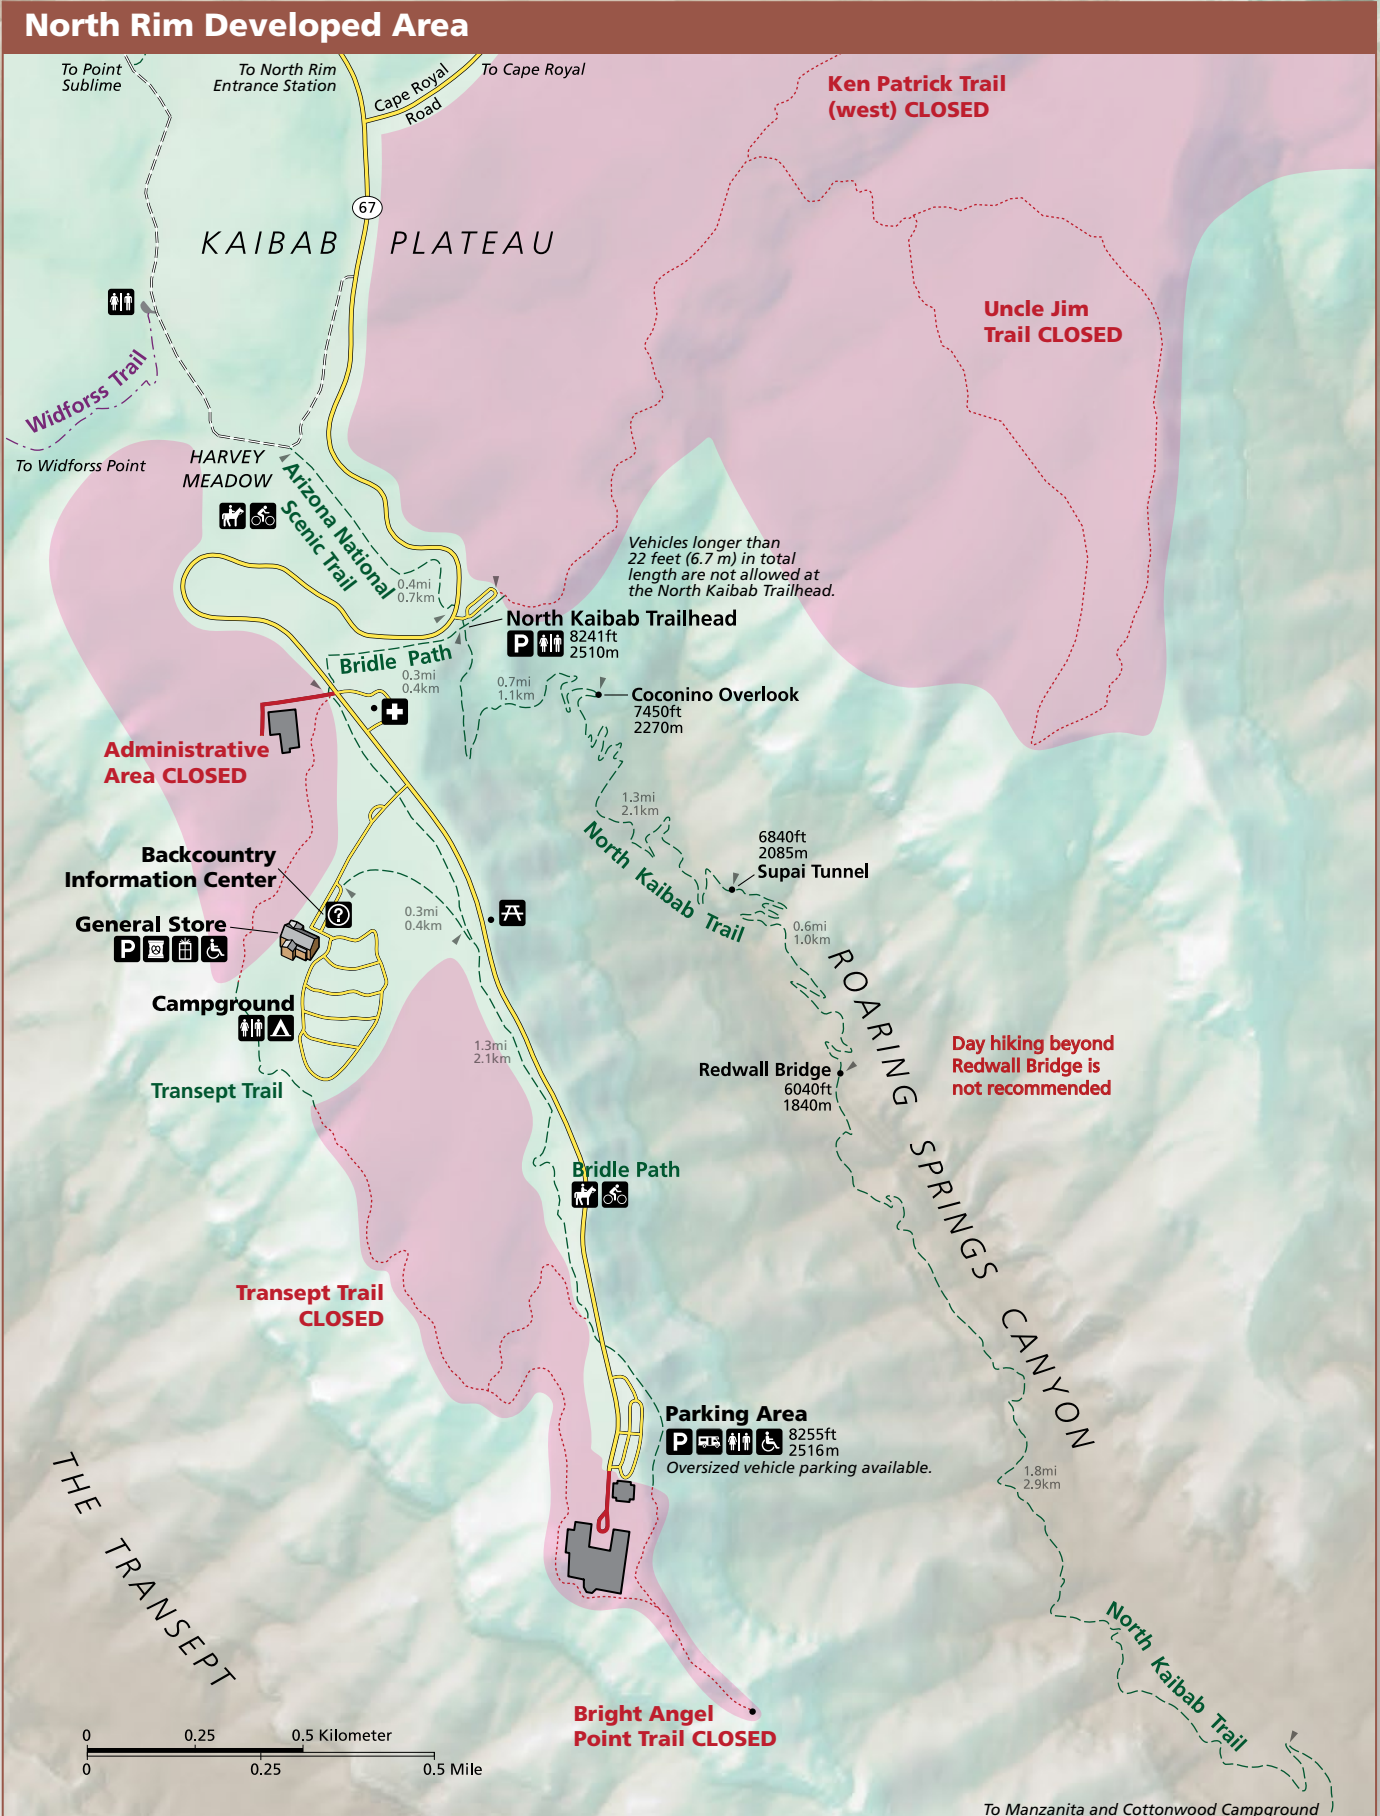 North Rim Developed Area
To Point
Sublime
To North Rim
Entrance Station
Cape Royal
Road
To Cape Royal
Ken Patrick Trail
(west) CLOSED
67
KAIBAB PLATEAU
Uncle Jim
Trail CLOSED
Widforss Trail
To Widforss Point
HARVEY
MEADOW
Arizona National
Scenic Trail
Vehicles longer than
22 feet (6.7 m) in total
length are not allowed at
the North Kaibab Trailhead.
0.4mi
0.7km
North Kaibab Trailhead
P
8241ft
2510m
Bridle Path
0.3mi
0.4km
0.7mi
1.1km
Coconino Overlook
7450ft
2270m
Administrative
Area CLOSED
1.3mi
2.1km
North Kaibab Trail
6840ft
2085m
Supai Tunnel
Backcountry
Information Center
?
General Store
P
0.3mi
0.4km
0.6mi
1.0km
ROARING SPRINGS CANYON
Campground
1.3mi
2.1km
Day hiking beyond
Redwall Bridge is
not recommended
Redwall Bridge
6040ft
1840m
Transept Trail
Bridle Path
Transept Trail
CLOSED
Parking Area
P
8255ft
2516m
Oversized vehicle parking available.
1.8mi
2.9km
THE TRANSEPT
North Kaibab Trail
Bright Angel
Point Trail CLOSED
0 0.25 0.5 Kilometer
0 0.25 0.5 Mile
To Manzanita and Cottonwood Campground